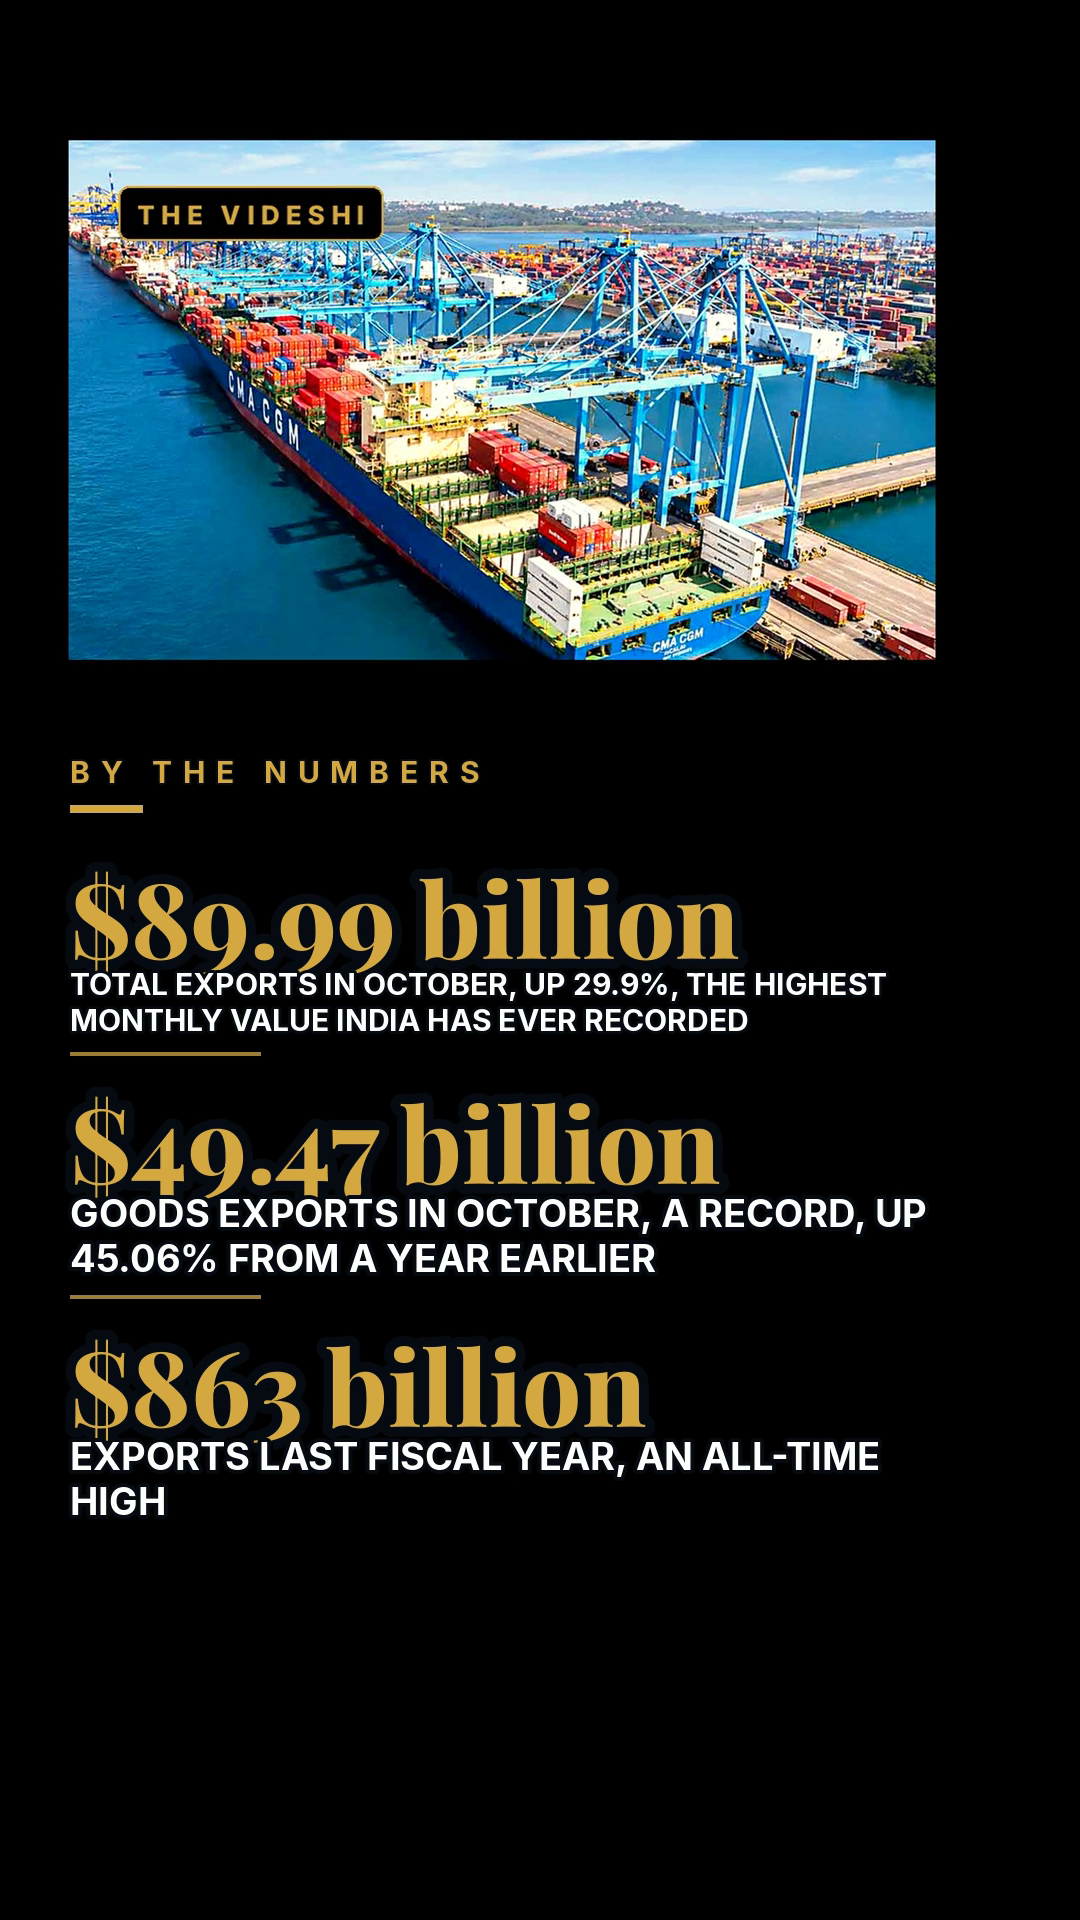 THE VIDESHI
CMA CGM
CMA CGM
BY THE NUMBERS
$89.99 billion
TOTAL EXPORTS IN OCTOBER, UP 29.9%, THE HIGHEST
MONTHLY VALUE INDIA HAS EVER RECORDED
$49.47 billion
GOODS EXPORTS IN OCTOBER, A RECORD, UP
45.06% FROM A YEAR EARLIER
$863 billion
EXPORTS LAST FISCAL YEAR, AN ALL-TIME
HIGH